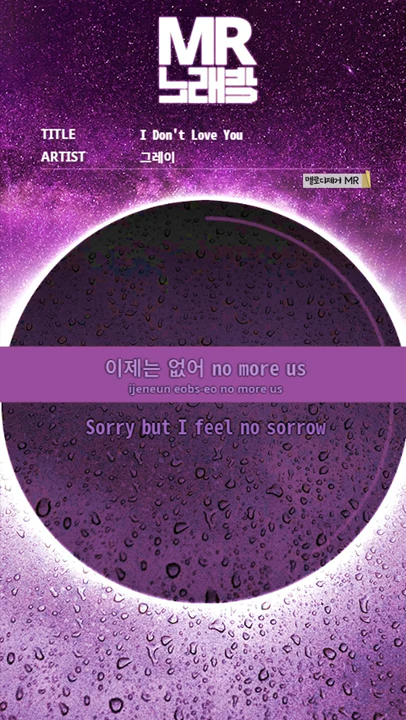 MR
노래방
TITLE I Don't Love You
ARTIST 그레이
멜로디제거 MR
이제는 없어 no more us
ijeneun eobs-eo no more us
Sorry but I feel no sorrow